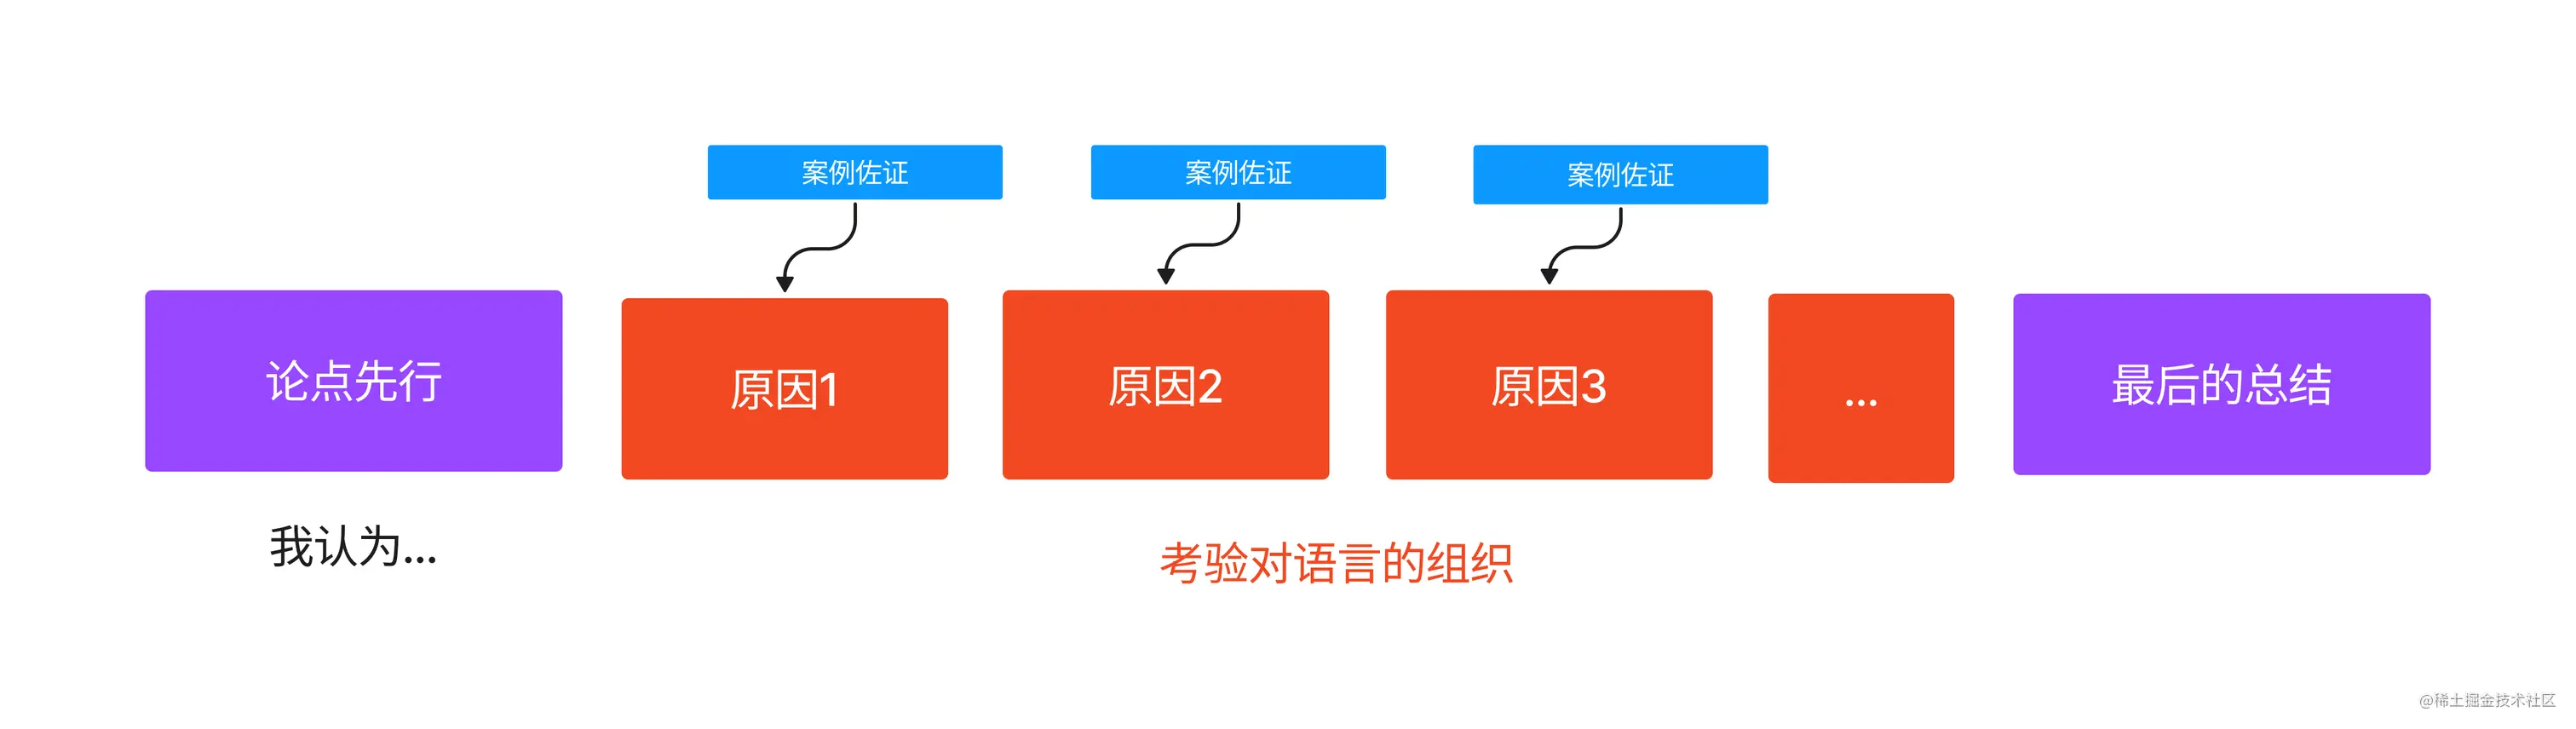 案例佐证
案例佐证
案例佐证
论点先行
原因1
原因2
原因3
...
最后的总结
我认为...
考验对语言的组织
@稀土掘金技术社区